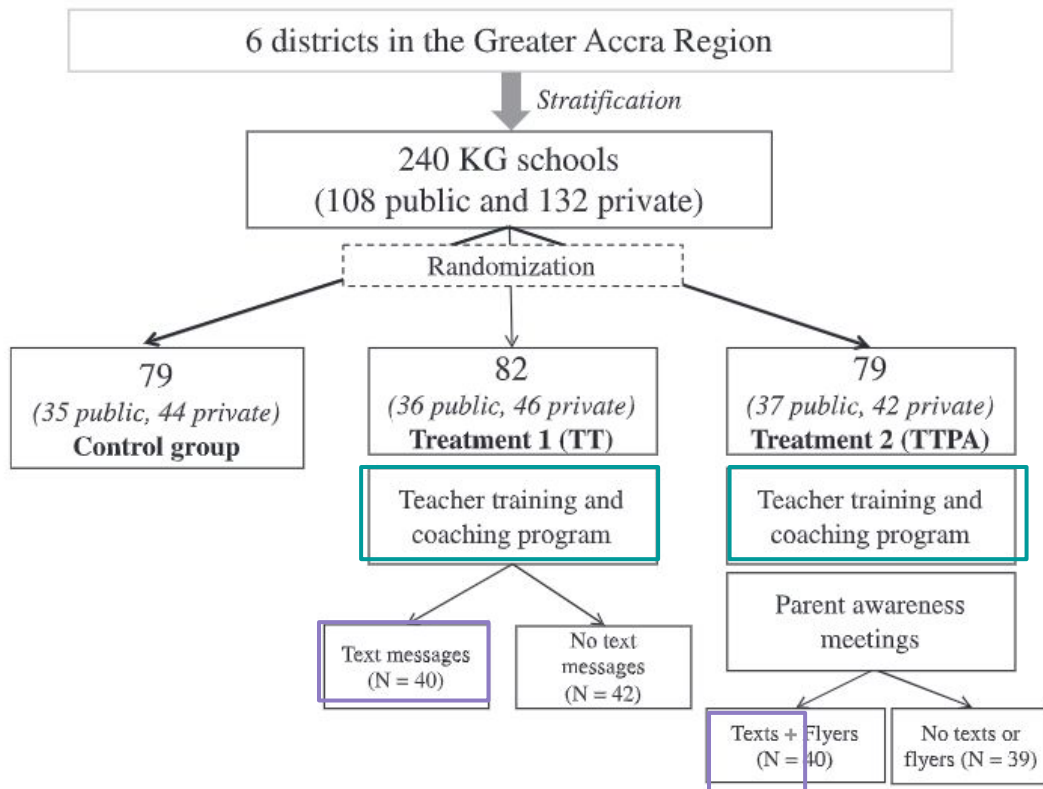 6 districts in the Greater Accra Region
Stratification
240 KG schools
(108 public and 132 private)
Randomization
79
(35 public, 44 private)
Control group
82
(36 public, 46 private)
Treatment 1 (TT)
79
(37 public, 42 private)
Treatment 2 (TTPA)
Teacher training and
coaching program
Teacher training and
coaching program
Parent awareness
meetings
Text messages
(N = 40)
No text
messages
(N = 42)
Texts + Flyers
(N = 40)
No texts or
flyers (N = 39)